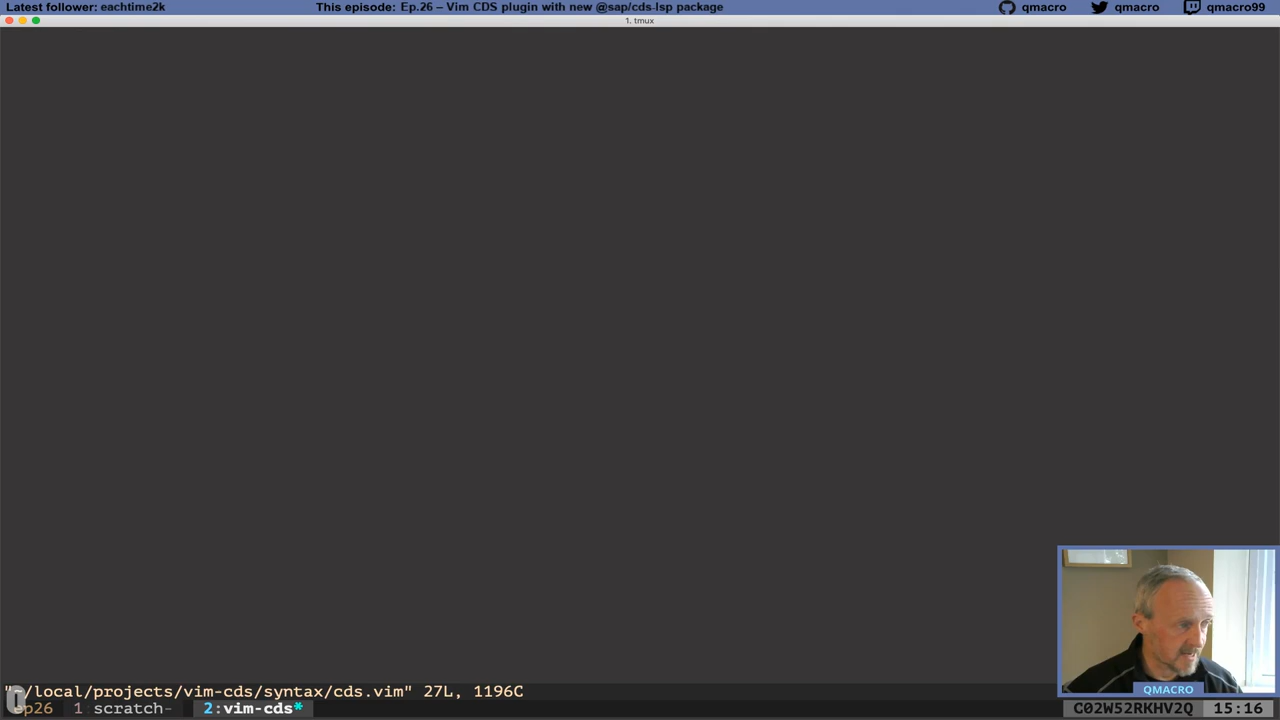 Latest follower: eachtime2k
This episode: Ep.26 – Vim CDS plugin with new @sap/cds-lsp package
qmacro
qmacro
qmacro99
1. tmux
"~/local/projects/vim-cds/syntax/cds.vim" 27L, 1196C
ep26 1 scratch- 2:vim-cds*
QMACRO
C02W52RKHV2Q 15:16